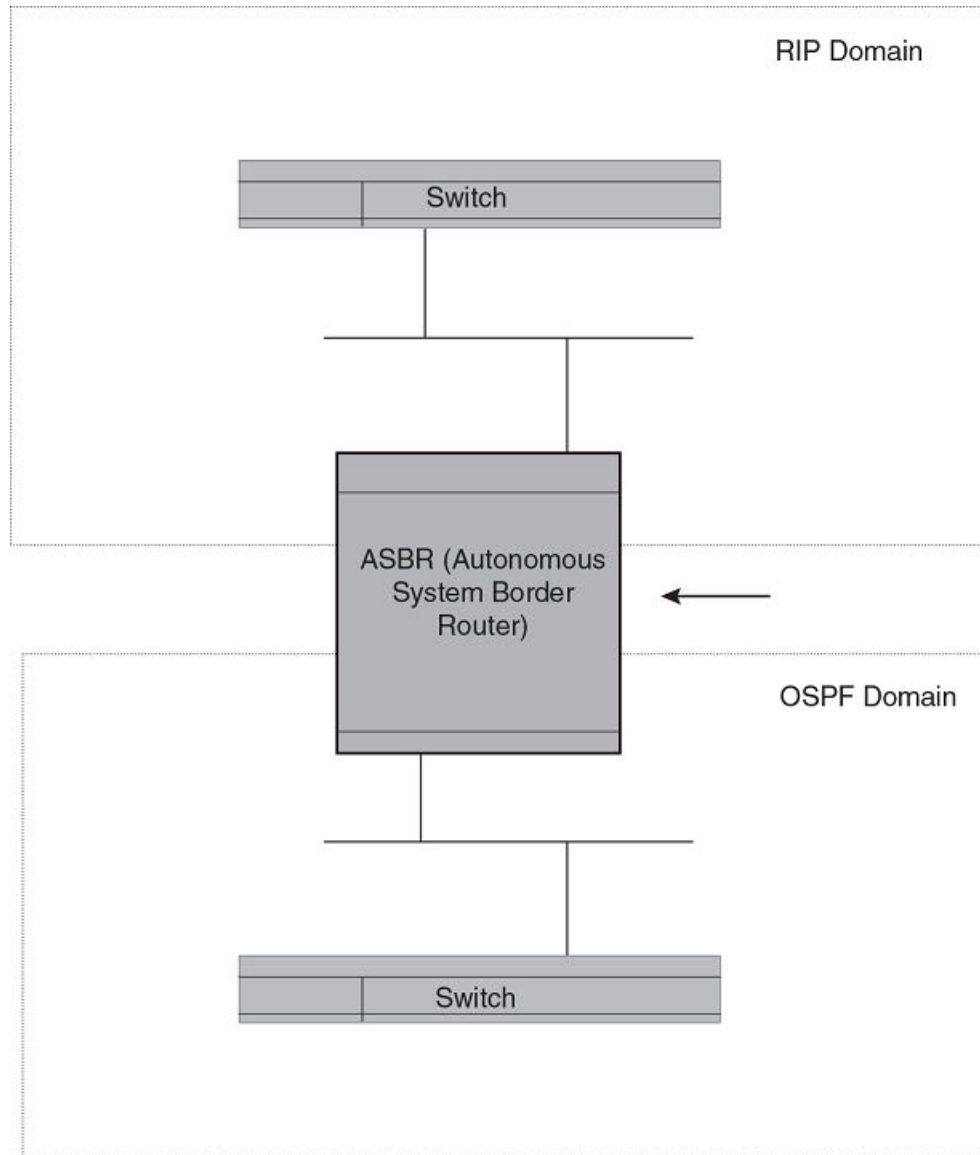 RIP Domain
Switch
ASBR (Autonomous
System Border
Router)
OSPF Domain
Switch